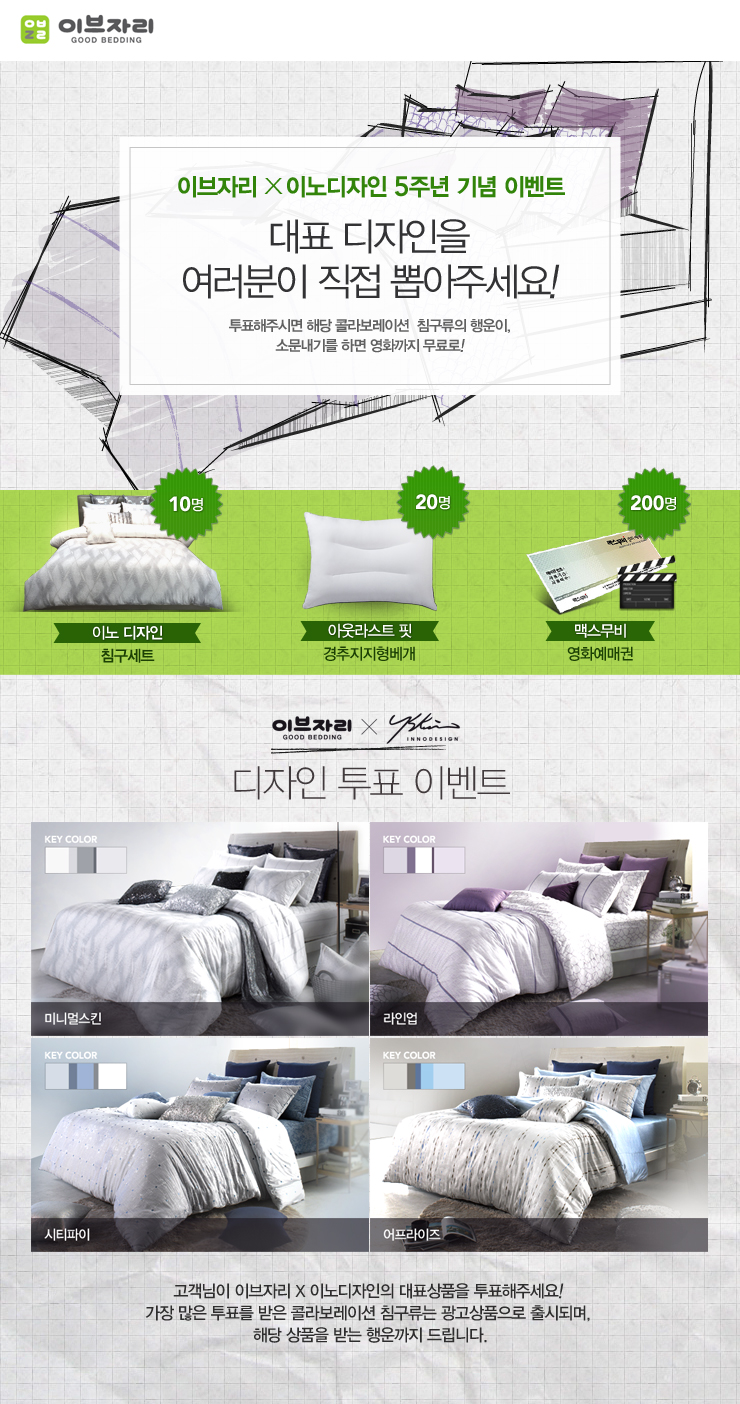 이브자리
GOOD BEDDING
이브자리 X 이노디자인 5주년 기념 이벤트
대표 디자인을
여러분이 직접 뽑아주세요!
투표해주시면 해당 콜라보레이션 침구류의 행운이,
소문내기를 하면 영화까지 무료로!
10명
20명
200명
이노 디자인
침구세트
아웃라스트 핏
경추지지형베개
맥스무비
영화예매권
이브자리 X
GOOD BEDDING
INNODESIGN
디자인 투표 이벤트
KEY COLOR
미니멀스킨
KEY COLOR
라인업
KEY COLOR
시티파이
KEY COLOR
어프라이즈
고객님이 이브자리 X 이노디자인의 대표상품을 투표해주세요!
가장 많은 투표를 받은 콜라보레이션 침구류는 광고상품으로 출시되며,
해당 상품을 받는 행운까지 드립니다.